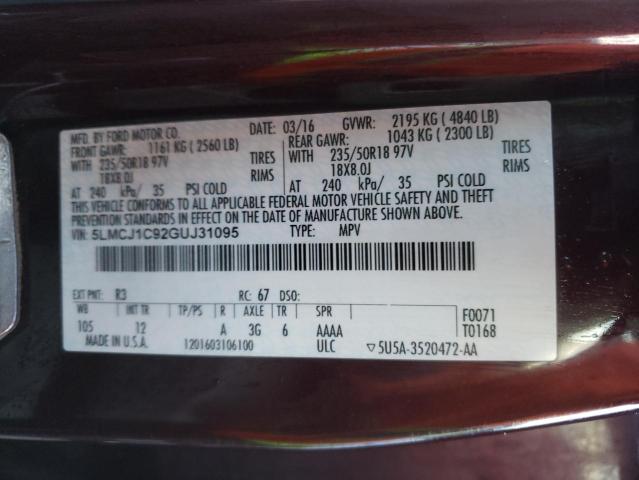 MFD. BY FORD MOTOR CO. DATE: 03/16 GVWR: 2195 KG ( 4840 LB)
FRONT GAWR: 1161 KG ( 2560 LB) REAR GAWR: 1043 KG ( 2300 LB)
WITH 235/50R18 97V TIRES WITH 235/50R18 97V TIRES
18X8.0J RIMS 18X8.0J RIMS
AT 240 kPa/ 35 PSI COLD AT 240 kPa/ 35 PSI COLD
THIS VEHICLE CONFORMS TO ALL APPLICABLE FEDERAL MOTOR VEHICLE SAFETY AND THEFT
PREVENTION STANDARDS IN EFFECT ON THE DATE OF MANUFACTURE SHOWN ABOVE.
VIN: 5LMCJ1C92GUJ31095 TYPE: MPV
EXT PNT: R3 RC: 67 DSO:
WB INT TR TP/PS R AXLE TR SPR F0071
105 12 A 3G 6 AAAA T0168
MADE IN U.S.A. 1201603106100 ULC ▽5U5A-3520472-AA